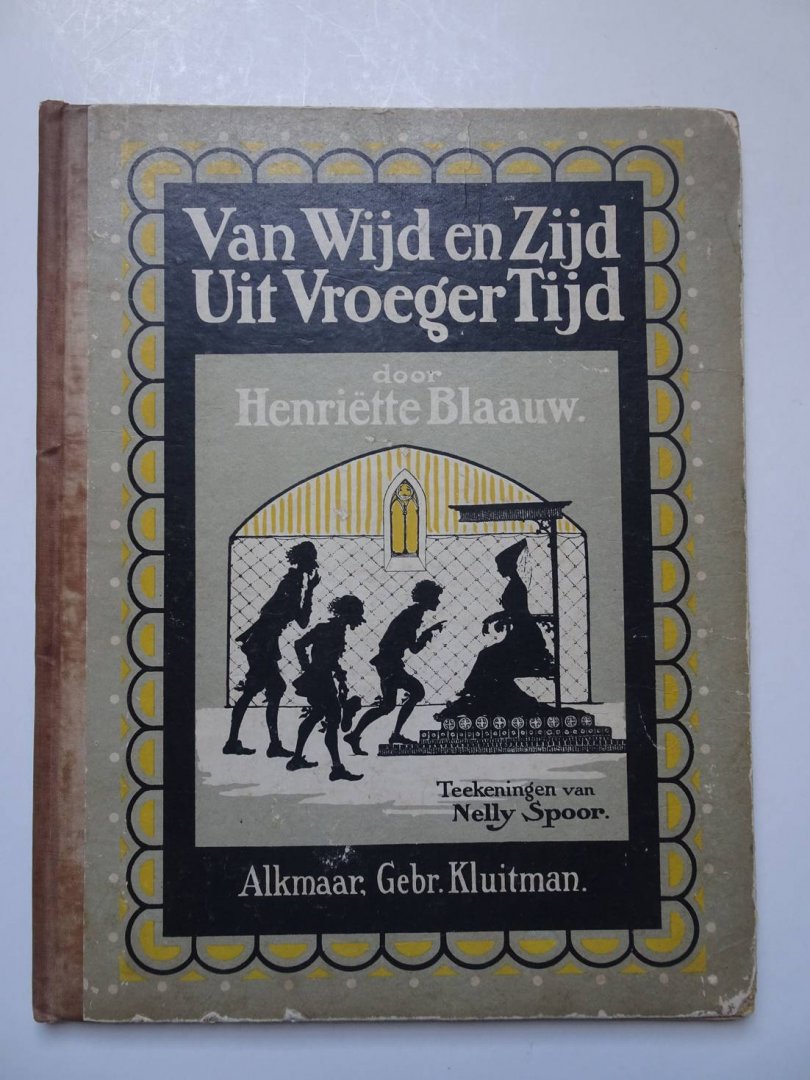 Van Wijd en Zijd
Uit Vroeger Tijd
door
Henriëtte Blaauw.
Teekeningen van
Nelly Spoor.
Alkmaar, Gebr. Kluitman.